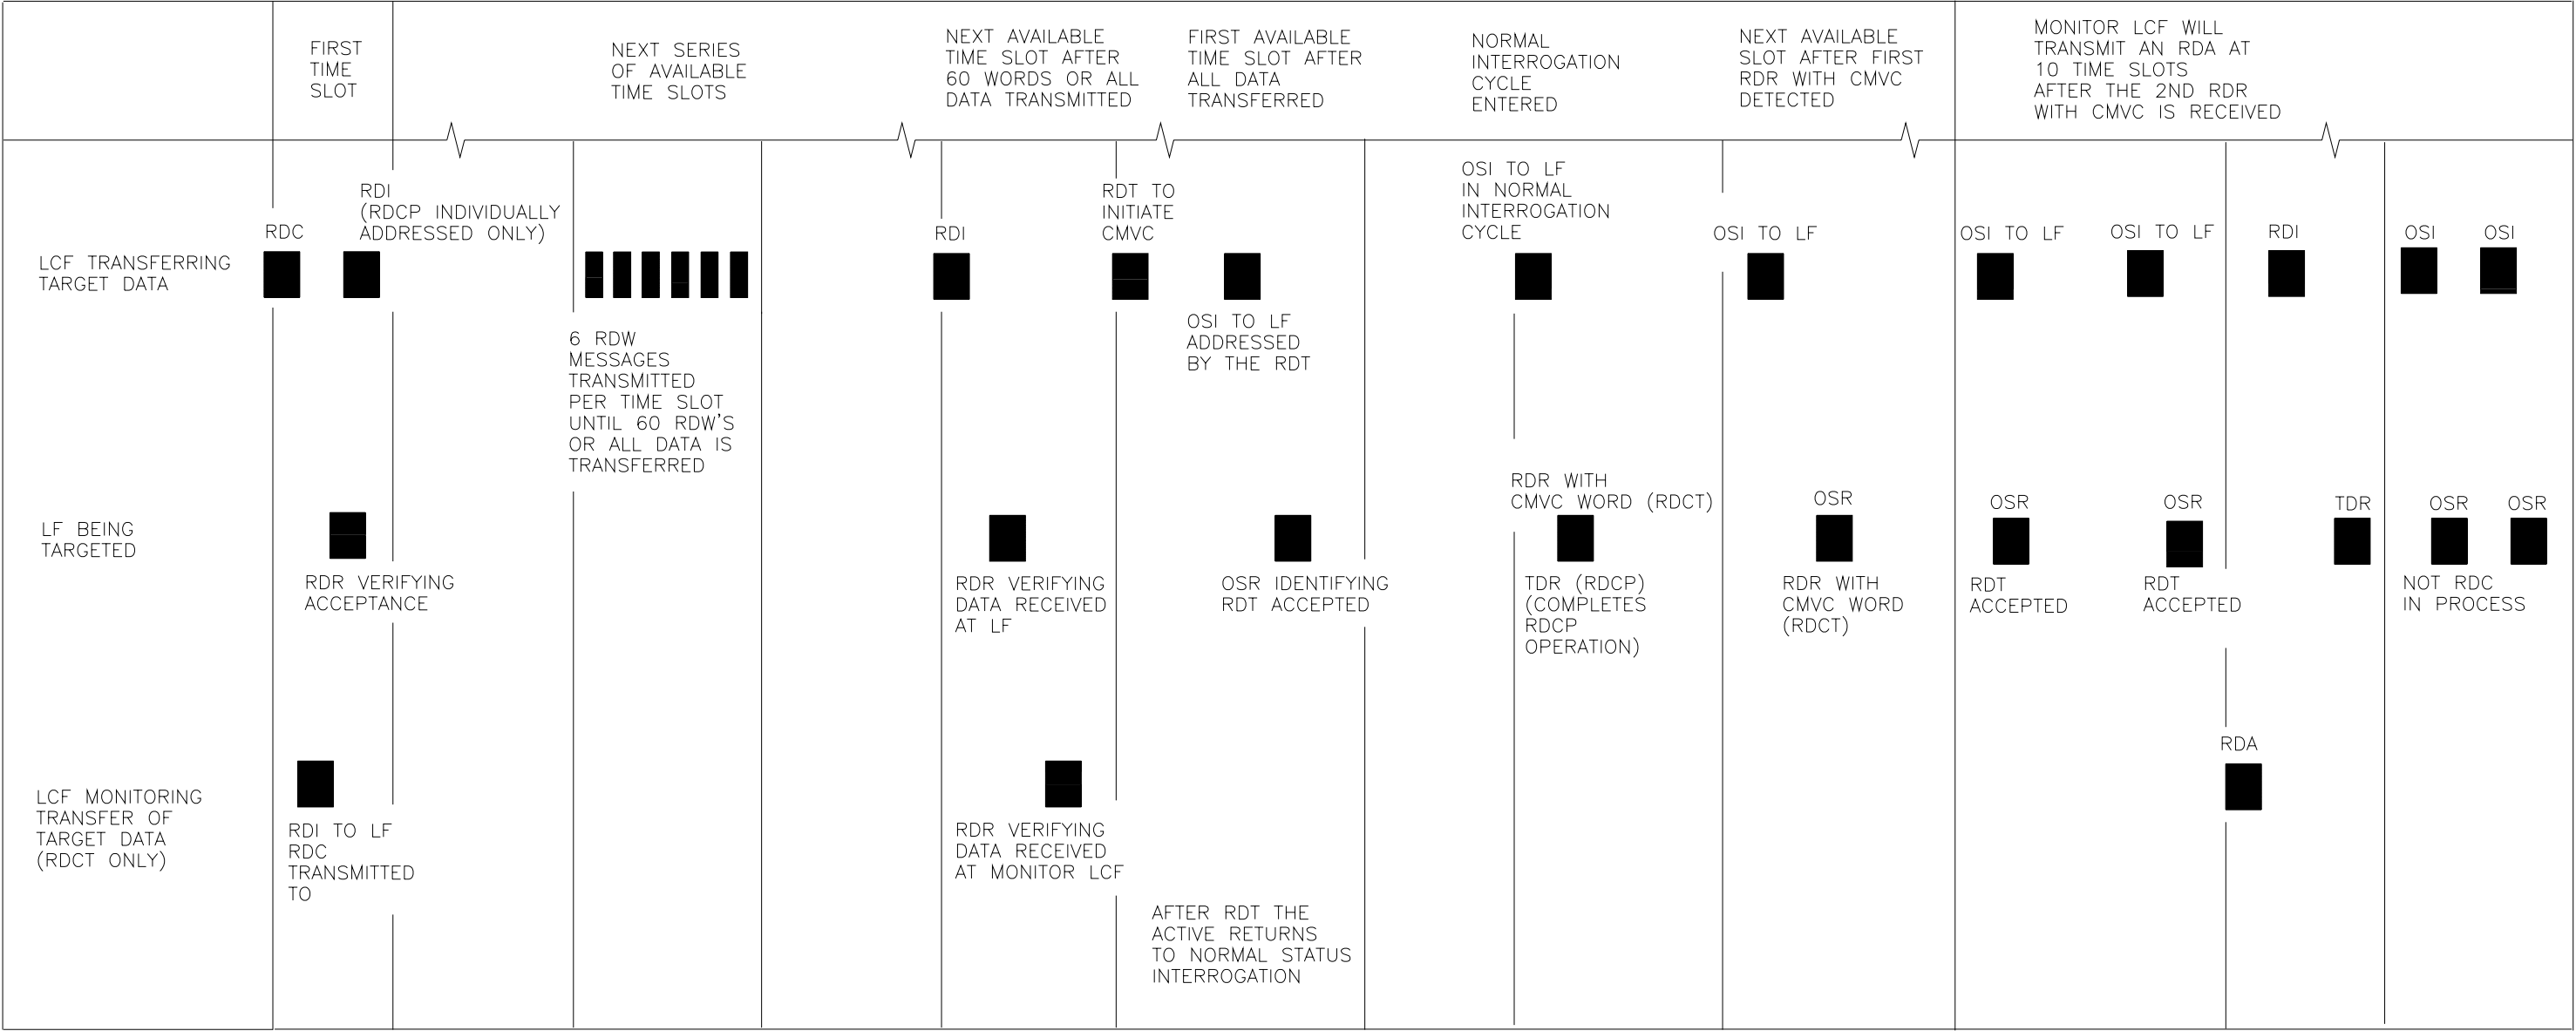 FIRST
TIME
SLOT
NEXT SERIES
OF AVAILABLE
TIME SLOTS
NEXT AVAILABLE
TIME SLOT AFTER
60 WORDS OR ALL
DATA TRANSMITTED
FIRST AVAILABLE
TIME SLOT AFTER
ALL DATA
TRANSFERRED
NORMAL
INTERROGATION
CYCLE
ENTERED
NEXT AVAILABLE
SLOT AFTER FIRST
RDR WITH CMVC
DETECTED
MONITOR LCF WILL
TRANSMIT AN RDA AT
10 TIME SLOTS
AFTER THE 2ND RDR
WITH CMVC IS RECEIVED
LCF TRANSFERRING
TARGET DATA
RDC
RDI
(RDCP INDIVIDUALLY
ADDRESSED ONLY)
6 RDW
MESSAGES
TRANSMITTED
PER TIME SLOT
UNTIL 60 RDW'S
OR ALL DATA IS
TRANSFERRED
RDI
RDT TO
INITIATE
CMVC
OSI TO LF
ADDRESSED
BY THE RDT
OSI TO LF
IN NORMAL
INTERROGATION
CYCLE
OSI TO LF
OSI TO LF
OSI TO LF
RDI
OSI
OSI
LF BEING
TARGETED
RDR VERIFYING
ACCEPTANCE
RDR VERIFYING
DATA RECEIVED
AT LF
OSR IDENTIFYING
RDT ACCEPTED
RDR WITH
CMVC WORD (RDCT)
TDR (RDCP)
(COMPLETES
RDCP
OPERATION)
OSR
RDR WITH
CMVC WORD
(RDCT)
OSR
RDT
ACCEPTED
OSR
RDT
ACCEPTED
TDR
OSR
OSR
NOT RDC
IN PROCESS
LCF MONITORING
TRANSFER OF
TARGET DATA
(RDCT ONLY)
RDI TO LF
RDC
TRANSMITTED
TO
RDR VERIFYING
DATA RECEIVED
AT MONITOR LCF
AFTER RDT THE
ACTIVE RETURNS
TO NORMAL STATUS
INTERROGATION
RDA